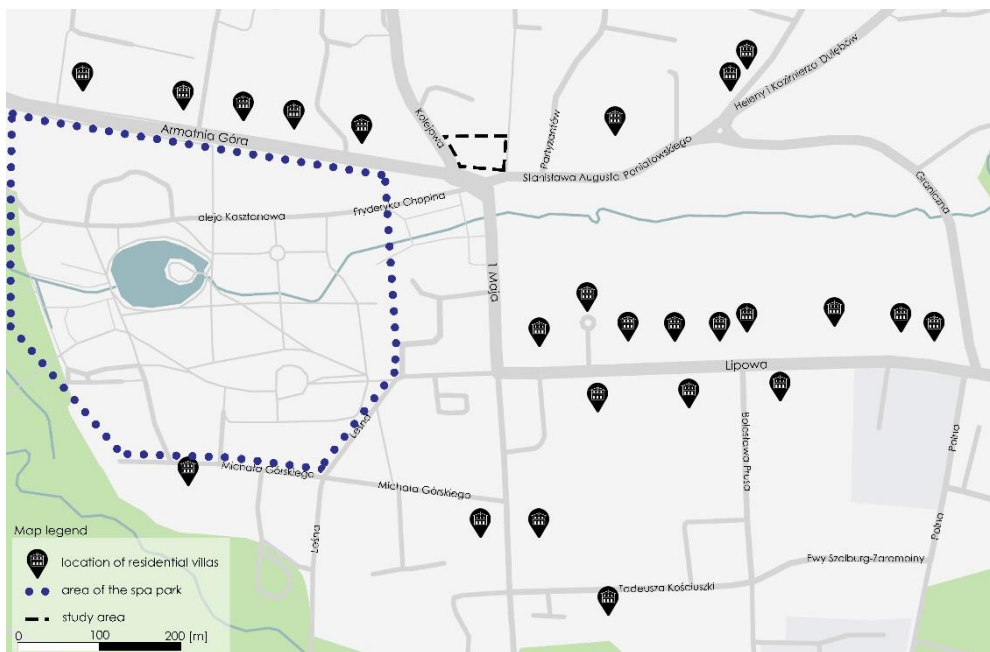 Heleny i Kazimierza Dulębów
Kolejowa
Armatnia Góra
Partyzantów
Stanisława Augusta Poniatowskiego
Graniczna
Fryderyka Chopina
aleja Kasztanowa
1 Maja
Lipowa
Leśna
Bolesława Prusa
Polna
Michała Górskiego
Michała Górskiego
Leśna
Polna
Ewy Szelburg-Zarembiny
Tadeusza Kościuszki
Map legend
location of residential villas
area of the spa park
study area
0 100 200 [m]